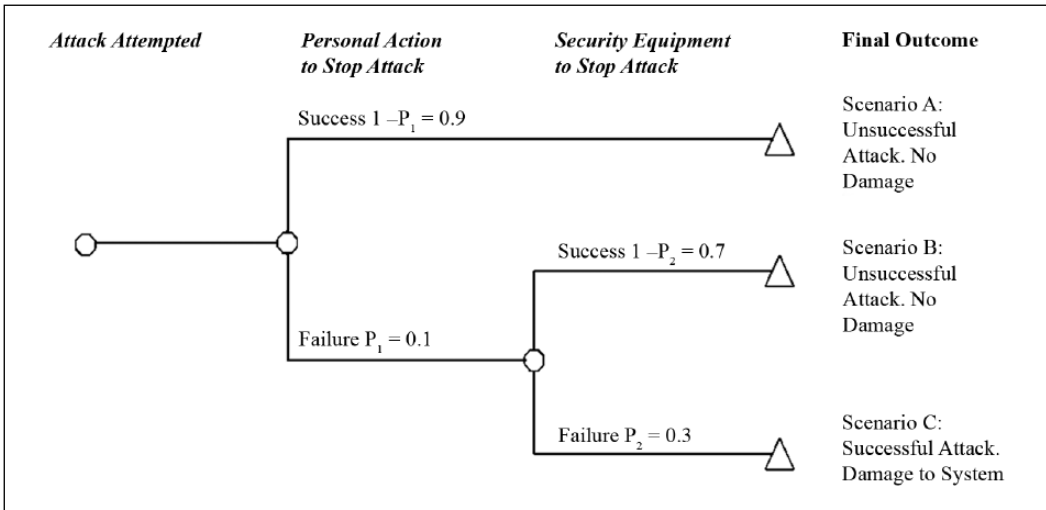 Attack Attempted
Personal Action
to Stop Attack
Security Equipment
to Stop Attack
Final Outcome
Success 1 –P₁ = 0.9
Scenario A:
Unsuccessful
Attack. No
Damage
Success 1 –P₂ = 0.7
Scenario B:
Unsuccessful
Attack. No
Damage
Failure P₁ = 0.1
Failure P₂ = 0.3
Scenario C:
Successful Attack.
Damage to System